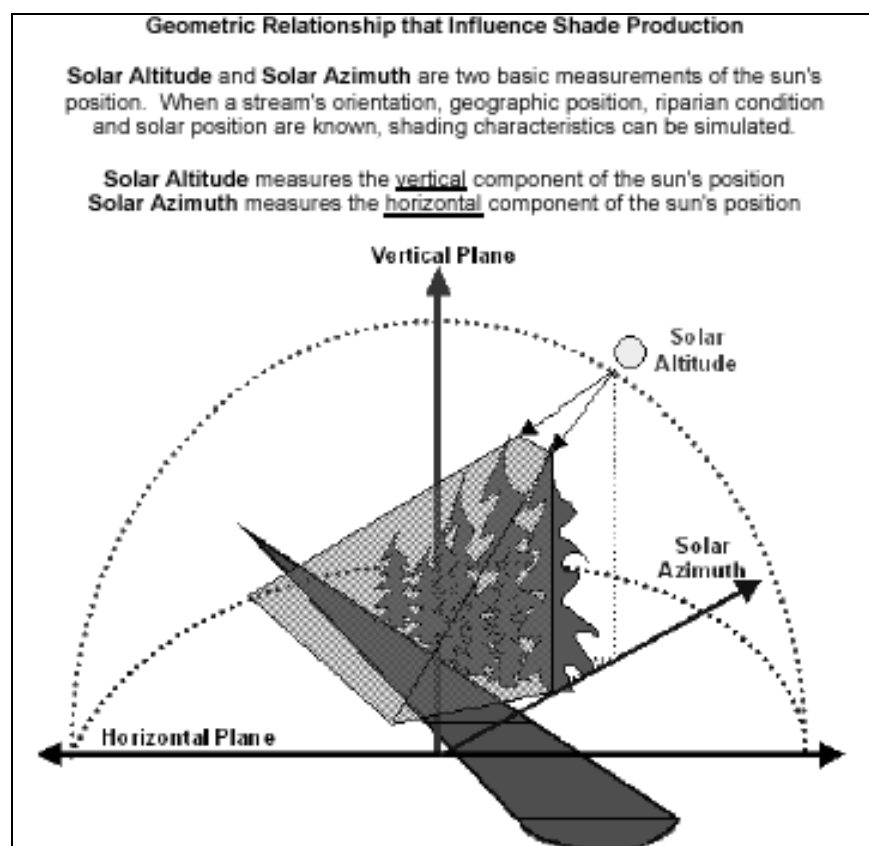 Geometric Relationship that Influence Shade Production
Solar Altitude and Solar Azimuth are two basic measurements of the sun's
position. When a stream's orientation, geographic position, riparian condition
and solar position are known, shading characteristics can be simulated.
Solar Altitude measures the vertical component of the sun's position
Solar Azimuth measures the horizontal component of the sun's position
Vertical Plane
Solar
Altitude
Solar
Azimuth
Horizontal Plane